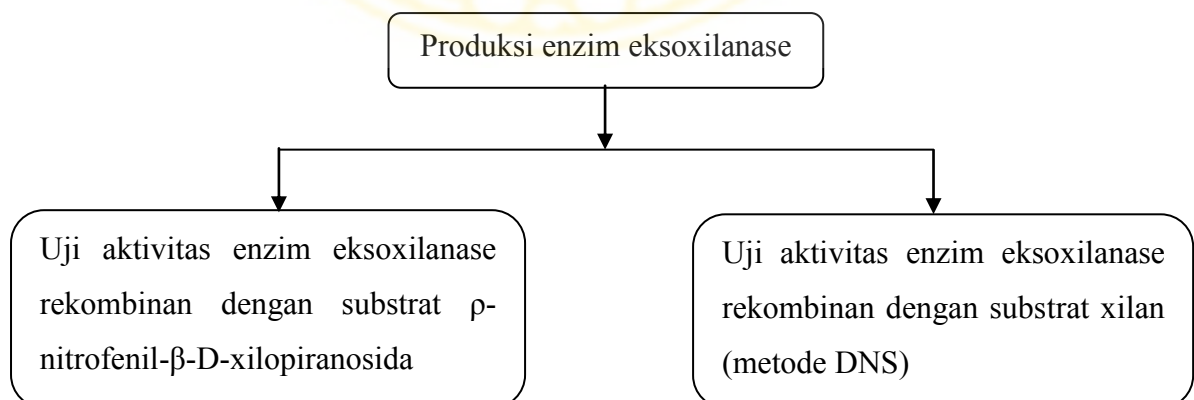 Produksi enzim eksoxilanase
Uji aktivitas enzim eksoxilanase
rekombinan dengan substrat ρ-
nitrofenil-β-D-xilopiranosida
Uji aktivitas enzim eksoxilanase
rekombinan dengan substrat xilan
(metode DNS)